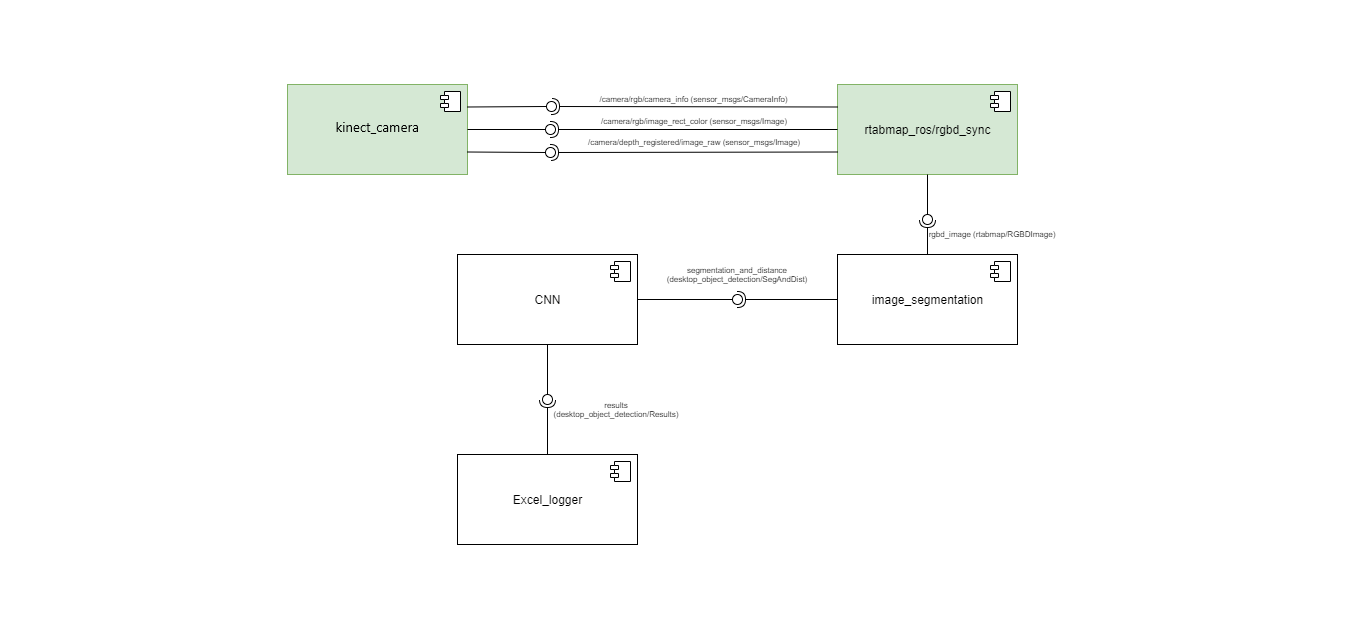 /camera/rgb/camera_info (sensor_msgs/CameraInfo)
kinect_camera
/camera/rgb/image_rect_color (sensor_msgs/Image)
rtabmap_ros/rgbd_sync
/camera/depth_registered/image_raw (sensor_msgs/Image)
rgbd_image (rtabmap/RGBDImage)
segmentation_and_distance
(desktop_object_detection/SegAndDist)
CNN
image_segmentation
results
(desktop_object_detection/Results)
Excel_logger